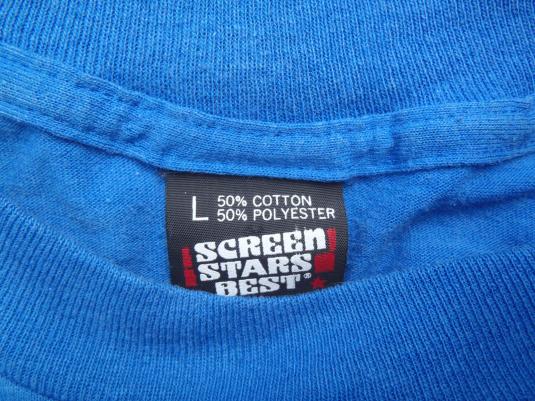 L 50% COTTON
50% POLYESTER
SCREEN
STARS
BEST®